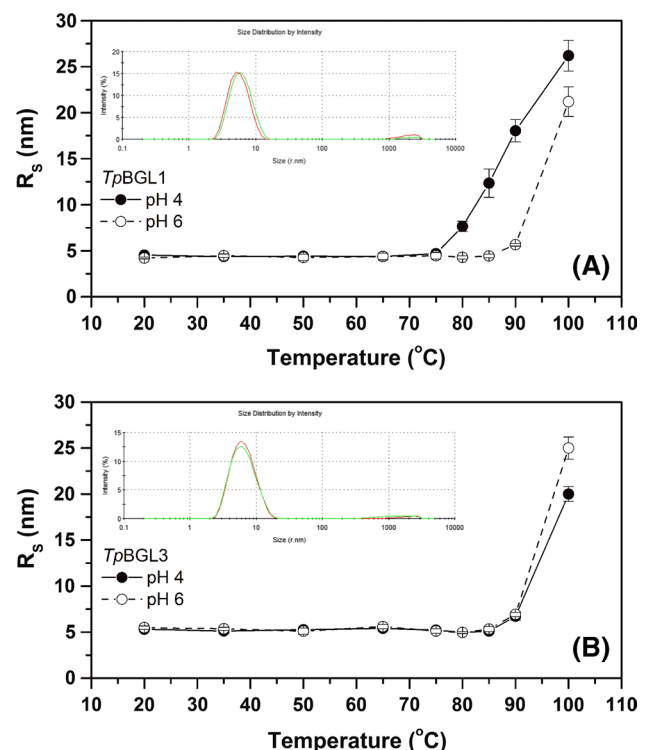 30
25
20
15
10
5
0
R_S (nm)
Size Distribution by Intensity
20
15
10
5
0
Intensity (%)
0.1 1 10 100 1000 10000
Size (r.nm)
TpBGL1
pH 4
pH 6
(A)
10 20 30 40 50 60 70 80 90 100 110
Temperature (°C)
30
25
20
15
10
5
0
R_S (nm)
Size Distribution by Intensity
15
10
5
0
Intensity (%)
0.1 1 10 100 1000 10000
Size (r.nm)
TpBGL3
pH 4
pH 6
(B)
10 20 30 40 50 60 70 80 90 100 110
Temperature (°C)